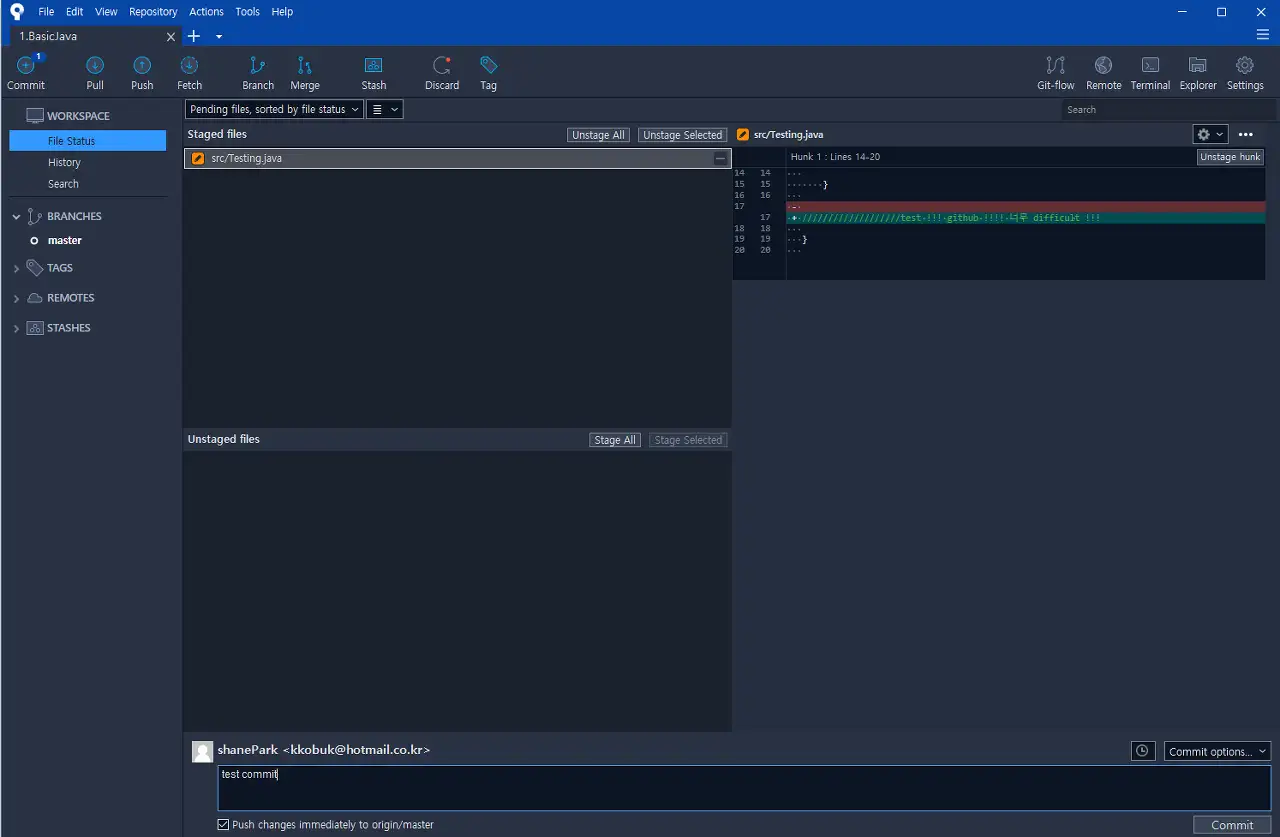 File Edit View Repository Actions Tools Help
1.BasicJava
1
Commit Pull Push Fetch Branch Merge Stash Discard Tag Git-flow Remote Terminal Explorer Settings
WORKSPACE
File Status
History
Search
BRANCHES
master
TAGS
REMOTES
STASHES
Pending files, sorted by file status
Search
Staged files
Unstage All Unstage Selected
src/Testing.java
Unstaged files
Stage All Stage Selected
src/Testing.java
Hunk 1 : Lines 14-20
Unstage hunk
14 14 ···
15 15 ·······}
16 16 ···
17 -·
17 +·///////////////////test·!!!·github·!!!!·너무 difficult !!!
18 18 ···
19 19 ···}
20 20 ···
shanePark <kkobuk@hotmail.co.kr>
Commit options...
test commit
Push changes immediately to origin/master
Commit